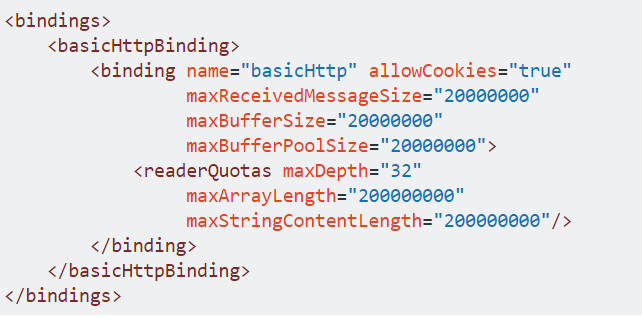 <bindings>
    <basicHttpBinding>
        <binding name="basicHttp" allowCookies="true"
                 maxReceivedMessageSize="20000000"
                 maxBufferSize="20000000"
                 maxBufferPoolSize="20000000">
            <readerQuotas maxDepth="32"
                 maxArrayLength="200000000"
                 maxStringContentLength="200000000"/>
        </binding>
    </basicHttpBinding>
</bindings>